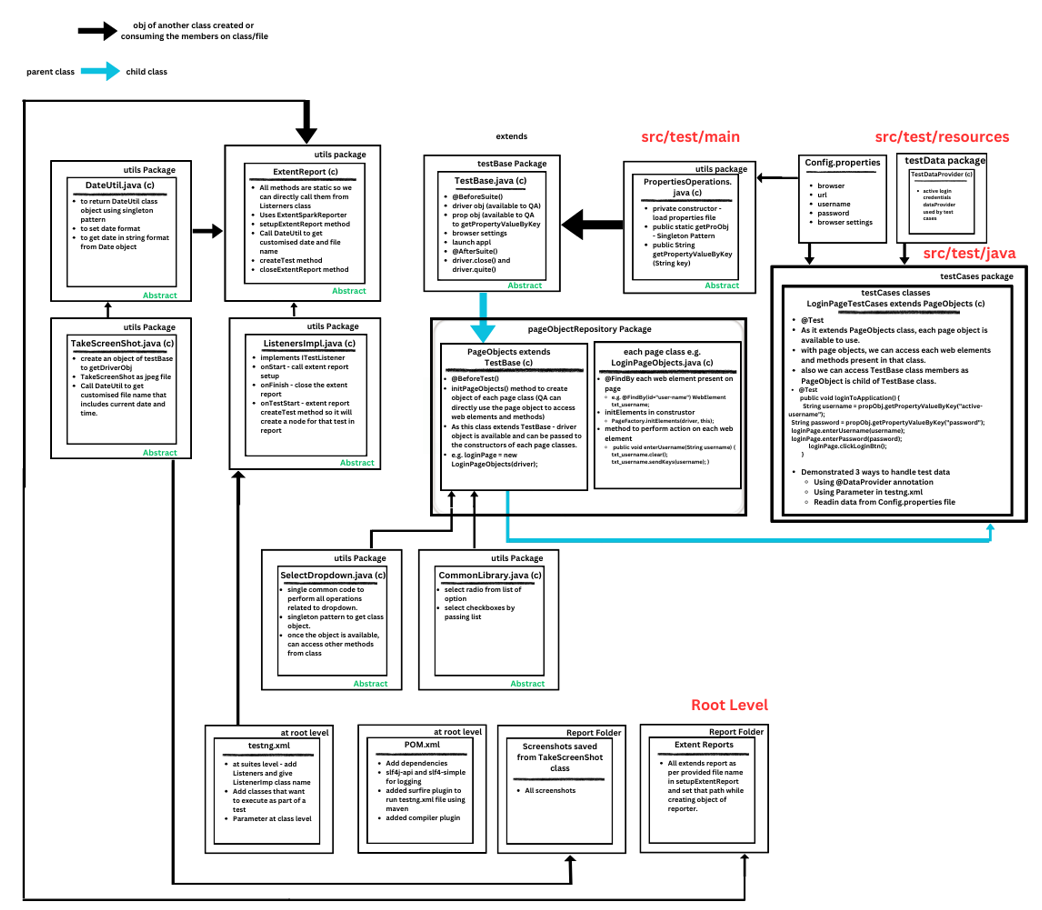 obj of another class created or
consuming the members on class/file
parent class
child class
extends
src/test/main
src/test/resources
utils Package
DateUtil.java (c)
to return DateUtil class
object using singleton
pattern
to set date format
to get date in string format
from Date object
Abstract
utils package
ExtentReport (c)
All methods are static so we
can directly call them from
Listeners class
Uses ExtentSparkReporter
setupExtentReport method
Call DateUtil to get
customised date and file
name
createTest method
closeExtentReport method
Abstract
testBase Package
TestBase.java (c)
@BeforeSuite()
driver obj (available to QA)
prop obj (available to QA
to getPropertyValueByKey
browser settings
launch appl
@AfterSuite()
driver.close() and
driver.quite()
Abstract
utils package
PropertiesOperations.
java (c)
private constructor -
load properties file
public static getProObj
- Singleton Pattern
public String
getPropertyValueByKey
(String key)
Abstract
Config.properties
browser
url
username
password
browser settings
testData package
TestDataProvider (c)
active login
credentials
dataProvider
used by test
cases
src/test/java
testCases package
testCases classes
LoginPageTestCases extends PageObjects (c)
@Test
As it extends PageObjects class, each page object is
available to use.
with page objects, we can access each web elements
and methods present in that class.
also we can access TestBase class members as
PageObject is child of TestBase class.
@Test
public void loginToApplication() {
String username = propObj.getPropertyValueByKey("active-
username");
String password = propObj.getPropertyValueByKey("password");
loginPage.enterUsername(username);
loginPage.enterPassword(password);
loginPage.clickLoginBtn();
}
Demonstrated 3 ways to handle test data
Using @DataProvider annotation
Using Parameter in testng.xml
Readin data from Config.properties file
utils Package
TakeScreenShot.java (c)
create an object of testBase
to getDriverObj
TakeScreenShot as jpeg file
Call DateUtil to get
customised file name that
includes current date and
time.
Abstract
utils Package
ListenersImpl.java (c)
implements ITestListener
onStart - call extent report
setup
onFinish - close the extent
report
onTestStart - extent report
createTest method so it will
create a node for that test in
report
Abstract
pageObjectRepository Package
PageObjects extends
TestBase (c)
@BeforeTest()
initPageObjects() method to create
object of each page class (QA can
directly use the page object to access
web elements and methods)
As this class extends TestBase - driver
object is available and can be passed to
the constructors of each page classes.
e.g. loginPage = new
LoginPageObjects(driver);
each page class e.g.
LoginPageObjects.java (c)
@FindBy each web element present on
page
e.g. @FindBy(id="user-name") WebElement
txt_username;
initElements in constructor
PageFactory.initElements(driver, this);
method to perform action on each web
element
public void enterUsername(String username) {
txt_username.clear();
txt_username.sendKeys(username); }
utils Package
SelectDropdown.java (c)
single common code to
perform all operations
related to dropdown.
singleton pattern to get class
object.
once the object is available,
can access other methods
from class
Abstract
utils Package
CommonLibrary.java (c)
select radio from list of
option
select checkboxes by
passing list
Abstract
Root Level
at root level
testng.xml
at suites level - add
Listeners and give
ListenerImp class name
Add classes that want
to execute as part of a
test
Parameter at class level
at root level
POM.xml
Add dependencies
slf4j-api and slf4-simple
for logging
added surfire plugin to
run testng.xml file using
maven
added compiler plugin
Report Folder
Screenshots saved
from TakeScreenShot
class
All screenshots
Report Folder
Extent Reports
All extends report as
per provided file name
in setupExtentReport
and set that path while
creating object of
reporter.